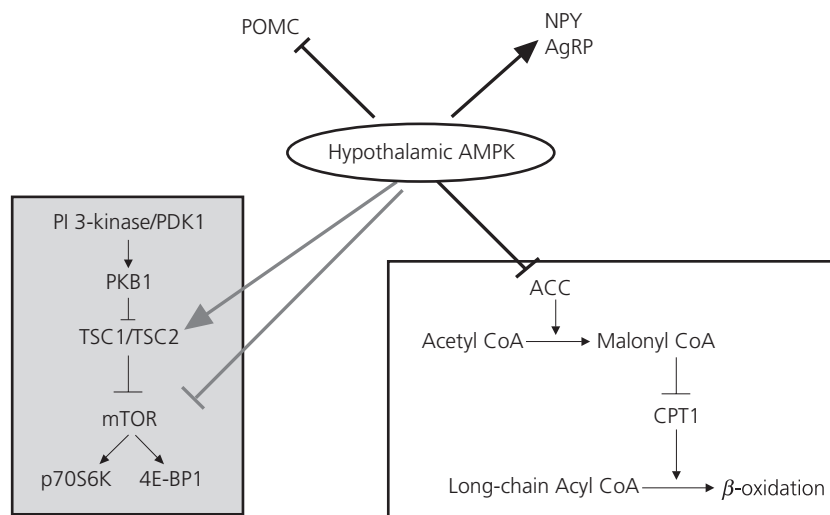 POMC
NPY
AgRP
Hypothalamic AMPK
PI 3-kinase/PDK1
PKB1
TSC1/TSC2
mTOR
p70S6K 4E-BP1
ACC
Acetyl CoA Malonyl CoA
CPT1
Long-chain Acyl CoA β-oxidation